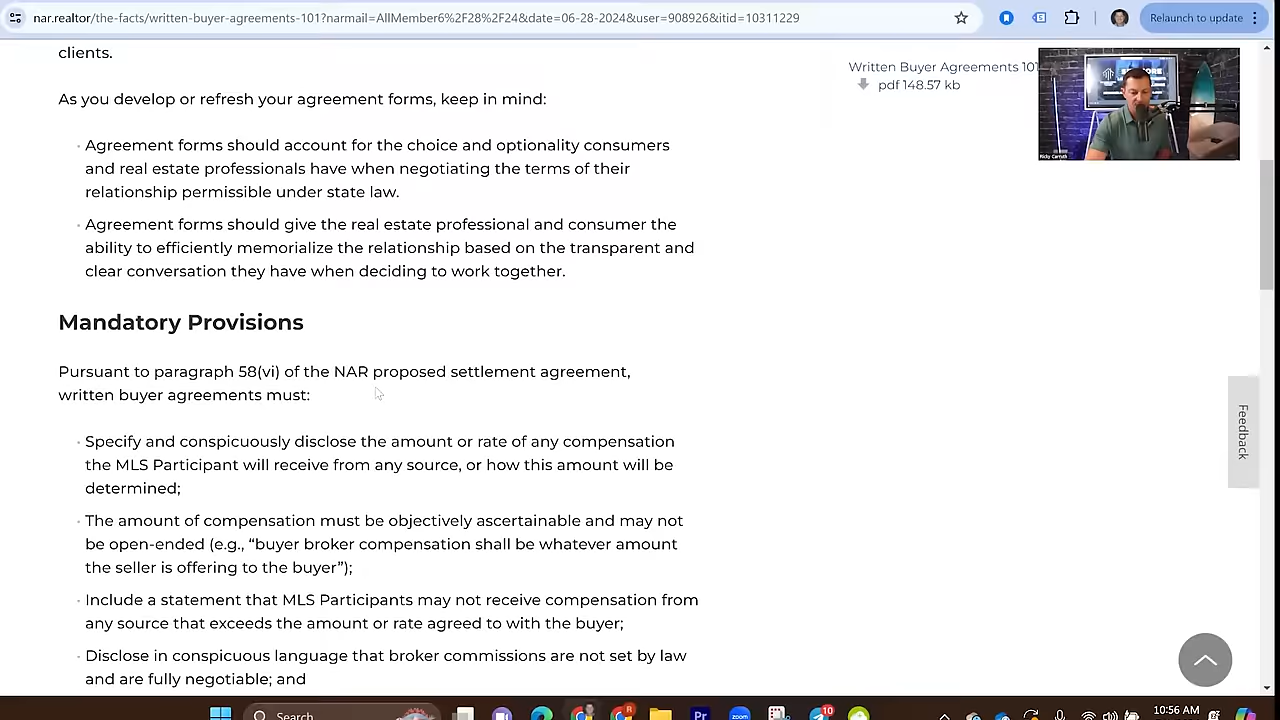 nar.realtor/the-facts/written-buyer-agreements-101?narmail=AllMember6%2F28%2F24&date=06-28-2024&user=908926&itid=10311229
Relaunch to update
clients.
Written Buyer Agreements 101
pdf 148.57 kb
Ricky Carruth
As you develop or refresh your agreement forms, keep in mind:
Agreement forms should account for the choice and optionality consumers
and real estate professionals have when negotiating the terms of their
relationship permissible under state law.
Agreement forms should give the real estate professional and consumer the
ability to efficiently memorialize the relationship based on the transparent and
clear conversation they have when deciding to work together.
Mandatory Provisions
Pursuant to paragraph 58(vi) of the NAR proposed settlement agreement,
written buyer agreements must:
Specify and conspicuously disclose the amount or rate of any compensation
the MLS Participant will receive from any source, or how this amount will be
determined;
The amount of compensation must be objectively ascertainable and may not
be open-ended (e.g., “buyer broker compensation shall be whatever amount
the seller is offering to the buyer”);
Include a statement that MLS Participants may not receive compensation from
any source that exceeds the amount or rate agreed to with the buyer;
Disclose in conspicuous language that broker commissions are not set by law
and are fully negotiable; and
Feedback
Search
Pr
zoom
10
10:56 AM